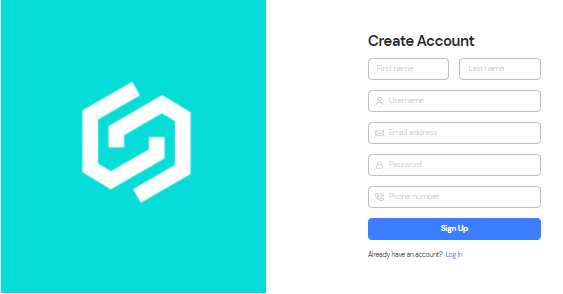 Create Account
First name Last name
Username
Email address
Password
Phone number
Sign Up
Already have an account? Log In